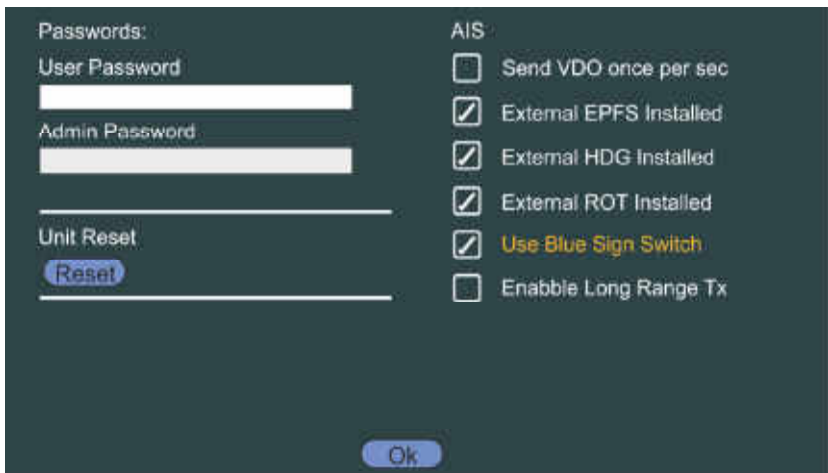 Passwords:
User Password
Admin Password
Unit Reset
Reset
AIS
Send VDO once per sec
External EPFS Installed
External HDG Installed
External ROT Installed
Use Blue Sign Switch
Enabble Long Range Tx
Ok